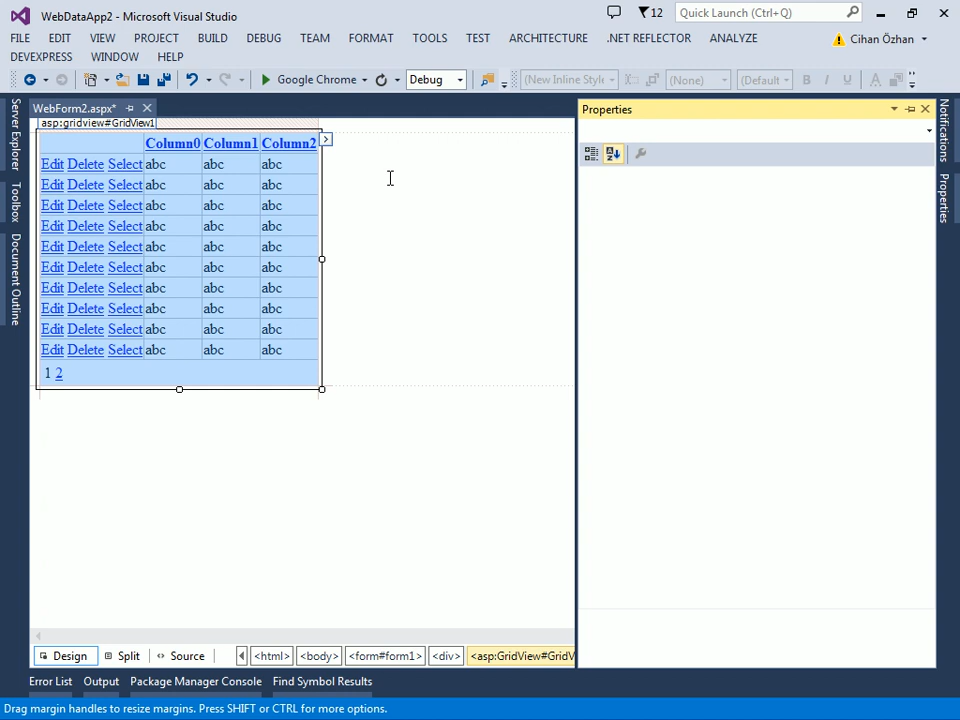 WebDataApp2 - Microsoft Visual Studio
12
Quick Launch (Ctrl+Q)
FILE EDIT VIEW PROJECT BUILD DEBUG TEAM FORMAT TOOLS TEST ARCHITECTURE .NET REFLECTOR ANALYZE
Cihan Özhan
DEVEXPRESS WINDOW HELP
Google Chrome
Debug
(New Inline Style
(None)
(Default
B I U A
Server Explorer
Toolbox
Document Outline
WebForm2.aspx*
asp:gridview#GridView1
Column0 Column1 Column2
Edit Delete Select abc abc abc
Edit Delete Select abc abc abc
Edit Delete Select abc abc abc
Edit Delete Select abc abc abc
Edit Delete Select abc abc abc
Edit Delete Select abc abc abc
Edit Delete Select abc abc abc
Edit Delete Select abc abc abc
Edit Delete Select abc abc abc
Edit Delete Select abc abc abc
1 2
Properties
Notifications
Properties
Design Split Source <html> <body> <form#form1> <div> <asp:GridView#GridV
Error List Output Package Manager Console Find Symbol Results
Drag margin handles to resize margins. Press SHIFT or CTRL for more options.